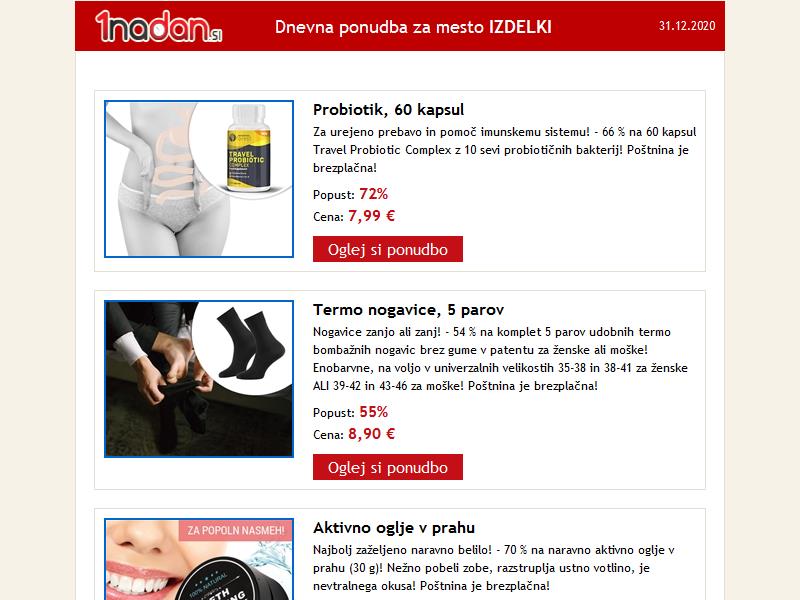 1nadan.si
Dnevna ponudba za mesto IZDELKI
31.12.2020
Probiotik, 60 kapsul
Za urejeno prebavo in pomoč imunskemu sistemu! - 66 % na 60 kapsul
Travel Probiotic Complex z 10 sevi probiotičnih bakterij! Poštnina je
brezplačna!
Popust: 72%
Cena: 7,99 €
Oglej si ponudbo
TRAVEL
PROBIOTIC
COMPLEX
Termo nogavice, 5 parov
Nogavice zanjo ali zanj! - 54 % na komplet 5 parov udobnih termo
bombažnih nogavic brez gume v patentu za ženske ali moške!
Enobarvne, na voljo v univerzalnih velikostih 35-38 in 38-41 za ženske
ALI 39-42 in 43-46 za moške! Poštnina je brezplačna!
Popust: 55%
Cena: 8,90 €
Oglej si ponudbo
ZA POPOLN NASMEH!
100% NATURAL
Aktivno oglje v prahu
Najbolj zaželjeno naravno belilo! - 70 % na naravno aktivno oglje v
prahu (30 g)! Nežno pobeli zobe, razstruplja ustno votlino, je
nevtralnega okusa! Poštnina je brezplačna!